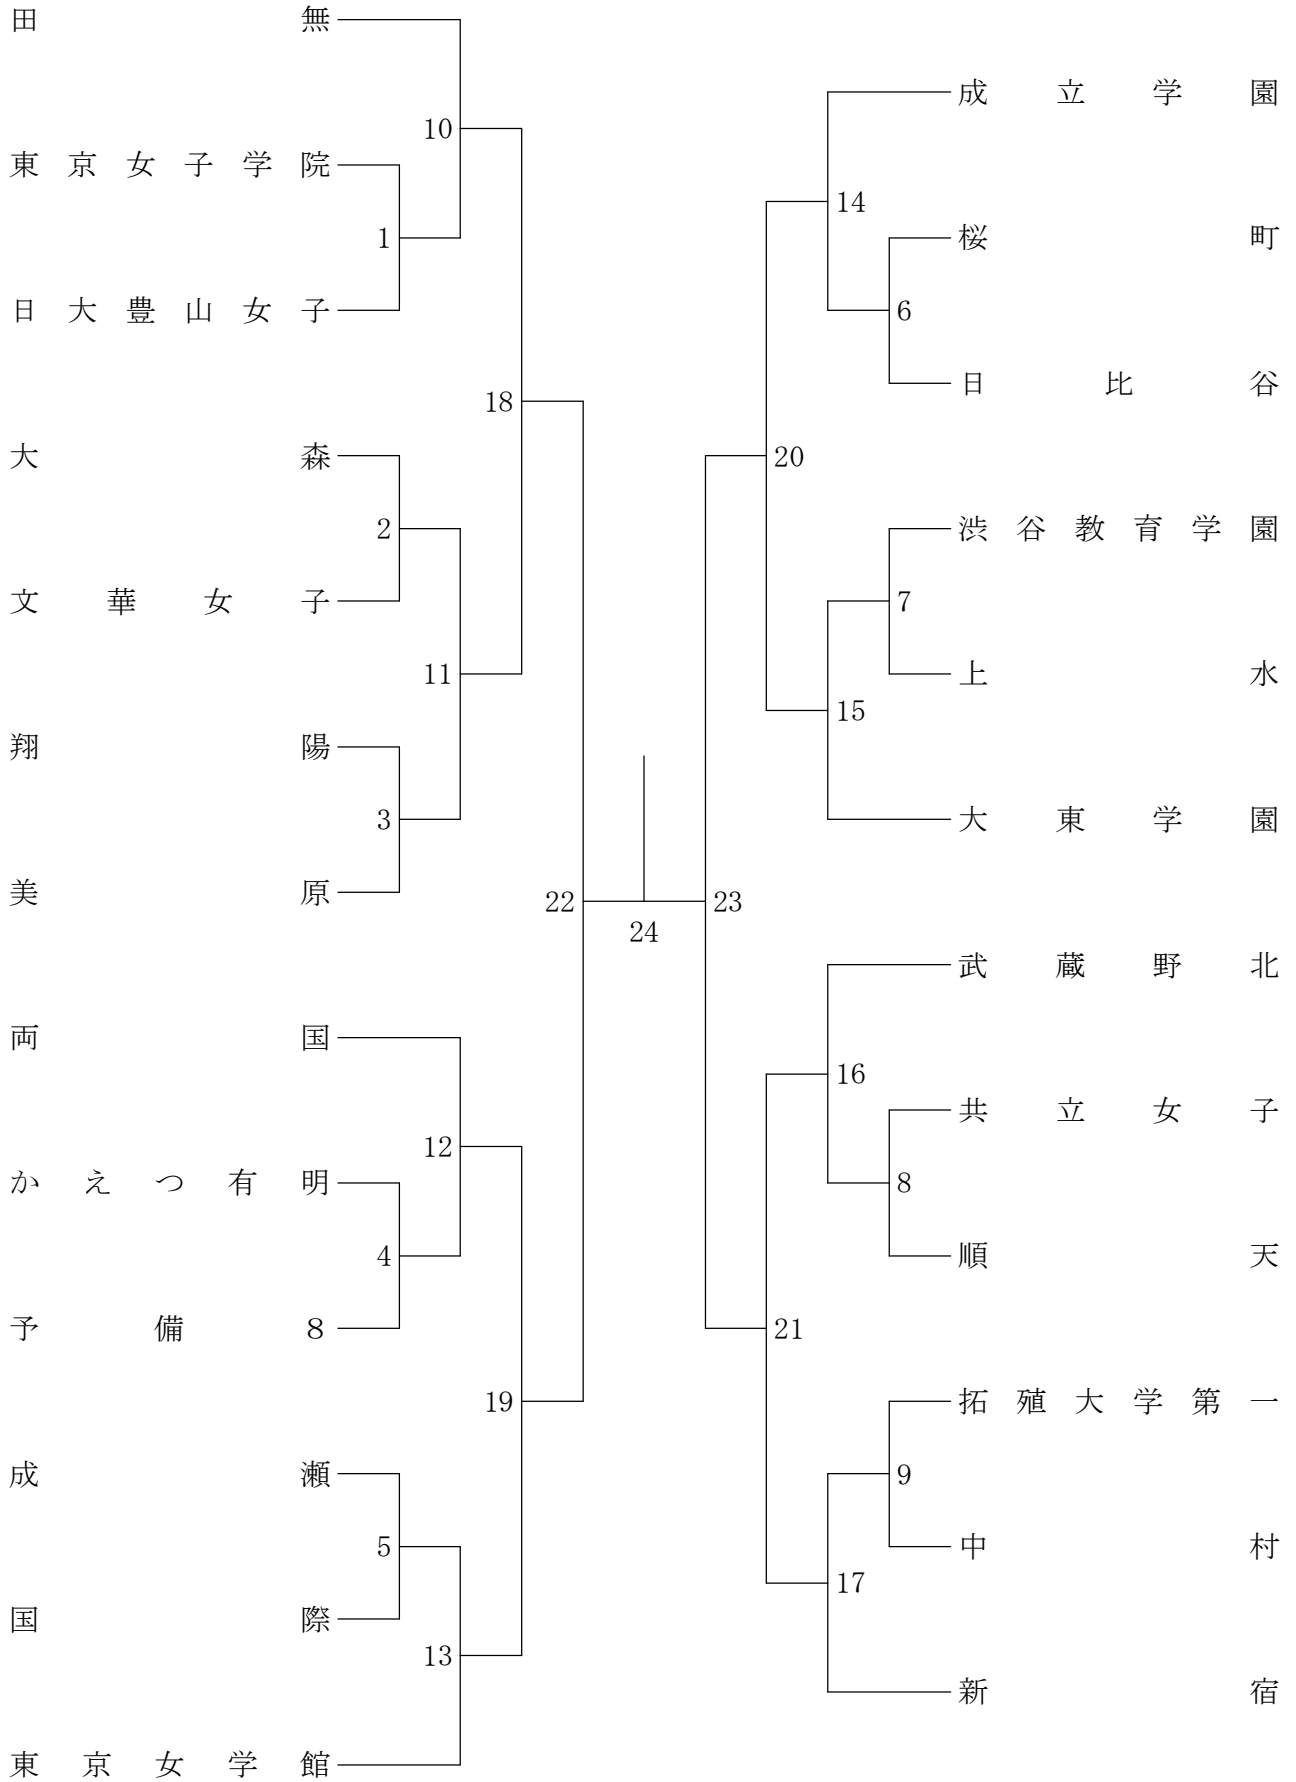 田無
10
東京女子学院
1
日大豊山女子
18
大森
2
文華女子
11
翔陽
3
美原
22
両国
12
かえつ有明
4
予備８
19
成瀬
5
国際
13
東京女学館
24
成立学園
14
桜町
6
日比谷
20
渋谷教育学園
7
上水
15
大東学園
23
武蔵野北
16
共立女子
8
順天
21
拓殖大学第一
9
中村
17
新宿